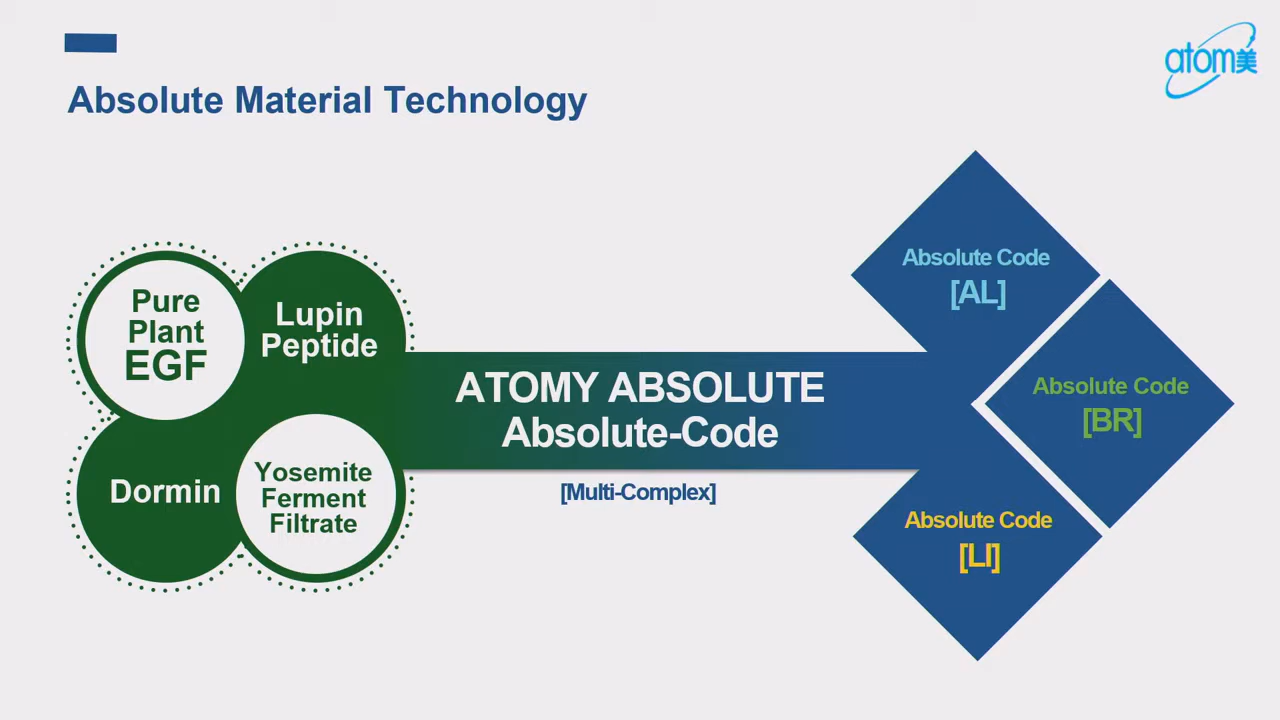 Absolute Material Technology
atom美
Pure
Plant
EGF
Lupin
Peptide
Dormin
Yosemite
Ferment
Filtrate
ATOMY ABSOLUTE
Absolute-Code
[Multi-Complex]
Absolute Code
[AL]
Absolute Code
[BR]
Absolute Code
[LI]